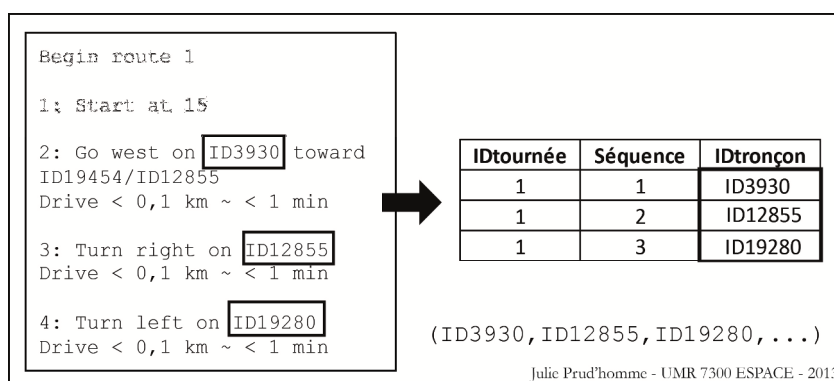 Begin route 1
1: Start at 15
2: Go west on ID3930 toward
ID19454/ID12855
Drive < 0,1 km ~ < 1 min
3: Turn right on ID12855
Drive < 0,1 km ~ < 1 min
4: Turn left on ID19280
Drive < 0,1 km ~ < 1 min
IDtournée Séquence IDtronçon
1 1 ID3930
1 2 ID12855
1 3 ID19280
(ID3930,ID12855,ID19280,...)
Julie Prud'homme - UMR 7300 ESPACE - 2013